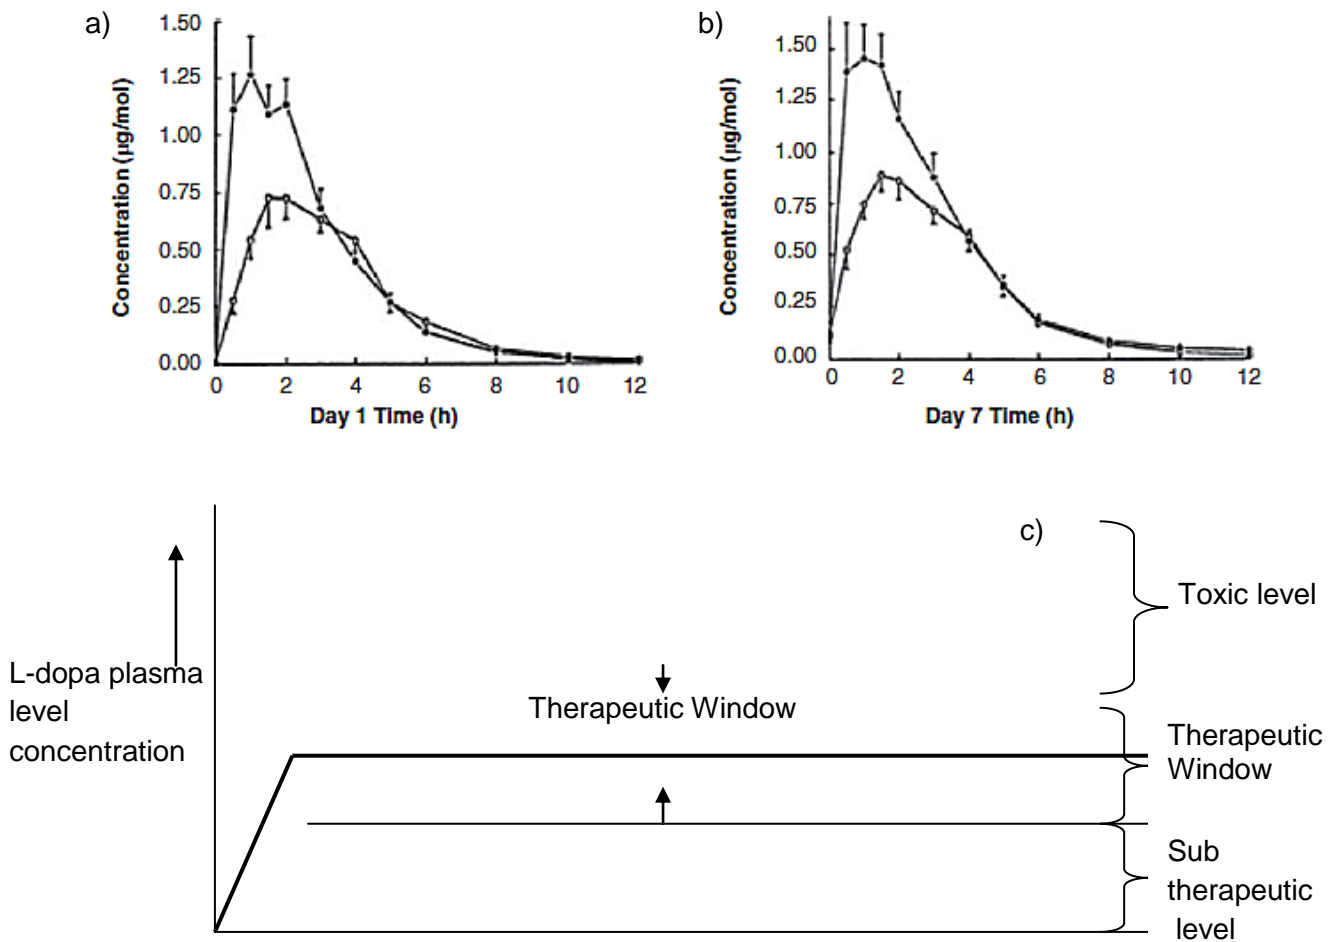 a)
1.50
1.25
1.00
0.75
0.50
0.25
0.00
Concentration (µg/mol)
0 2 4 6 8 10 12
Day 1 Time (h)
b)
1.50
1.25
1.00
0.75
0.50
0.25
0.00
Concentration (µg/mol)
0 2 4 6 8 10 12
Day 7 Time (h)
c)
L-dopa plasma
level
concentration
Therapeutic Window
Toxic level
Therapeutic
Window
Sub
therapeutic
level